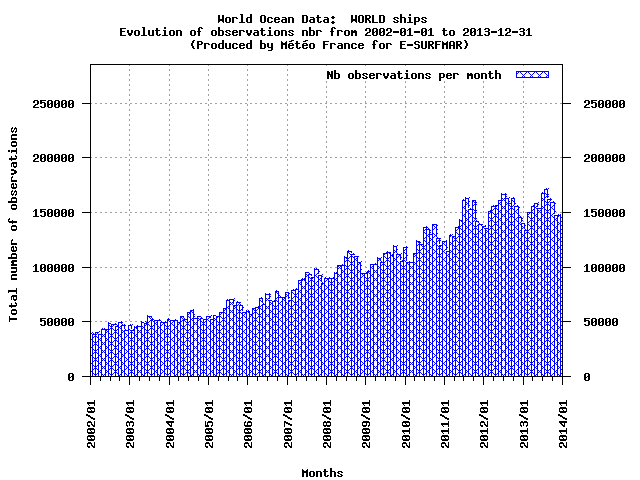 World Ocean Data:  WORLD ships
Evolution of observations nbr from 2002-01-01 to 2013-12-31
(Produced by Météo France for E-SURFMAR)
Nb observations per month
250000 250000
200000 200000
150000 150000
100000 100000
50000 50000
0 0
Total number of observations
2002/01 2003/01 2004/01 2005/01 2006/01 2007/01 2008/01 2009/01 2010/01 2011/01 2012/01 2013/01 2014/01
Months